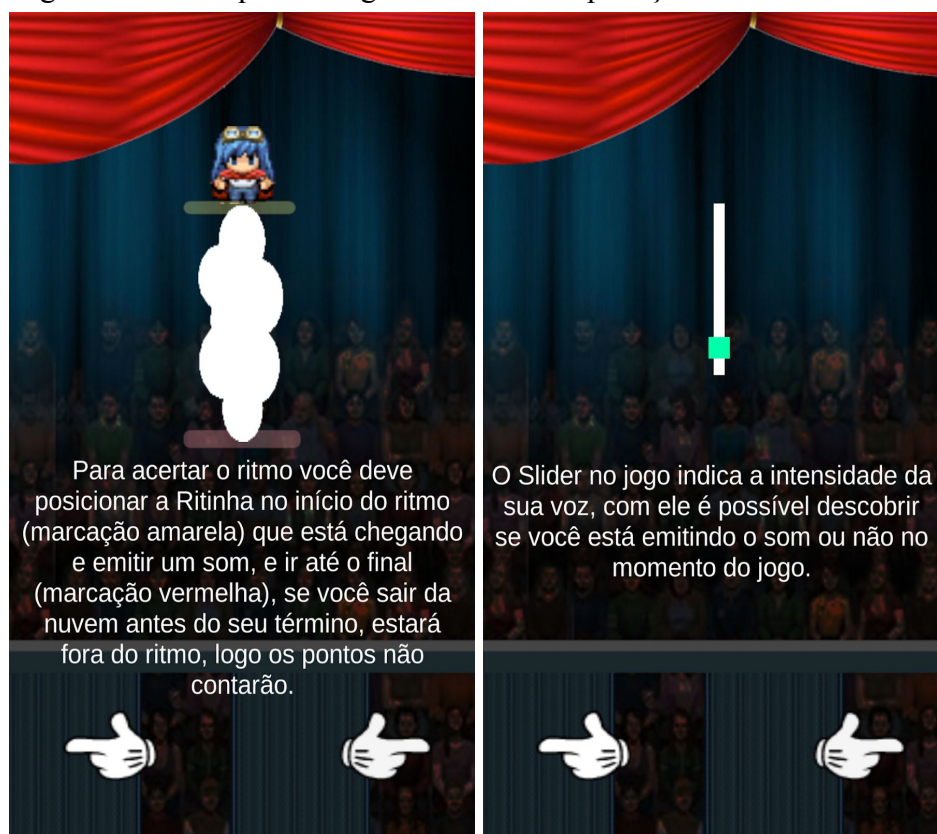 Para acertar o ritmo você deve
posicionar a Ritinha no início do ritmo
(marcação amarela) que está chegando
e emitir um som, e ir até o final
(marcação vermelha), se você sair da
nuvem antes do seu término, estará
fora do ritmo, logo os pontos não
contarão.
O Slider no jogo indica a intensidade da
sua voz, com ele é possível descobrir
se você está emitindo o som ou não no
momento do jogo.